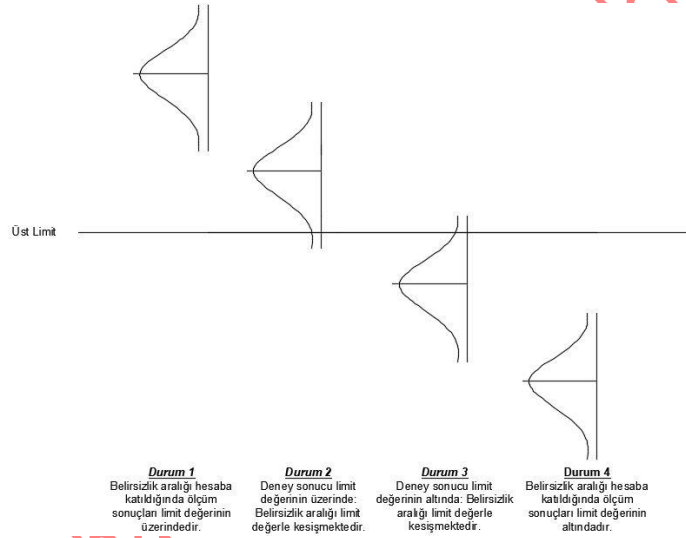 Üst Limit
Durum 1
Belirsizlik aralığı hesaba
katıldığında ölçüm
sonuçları limit değerinin
üzerindedir.
Durum 2
Deney sonucu limit
değerinin üzerinde:
Belirsizlik aralığı limit
değerle kesişmektedir.
Durum 3
Deney sonucu limit
değerinin altında: Belirsizlik
aralığı limit değerle
kesişmektedir.
Durum 4
Belirsizlik aralığı hesaba
katıldığında ölçüm
sonuçları limit değerinin
altındadır.